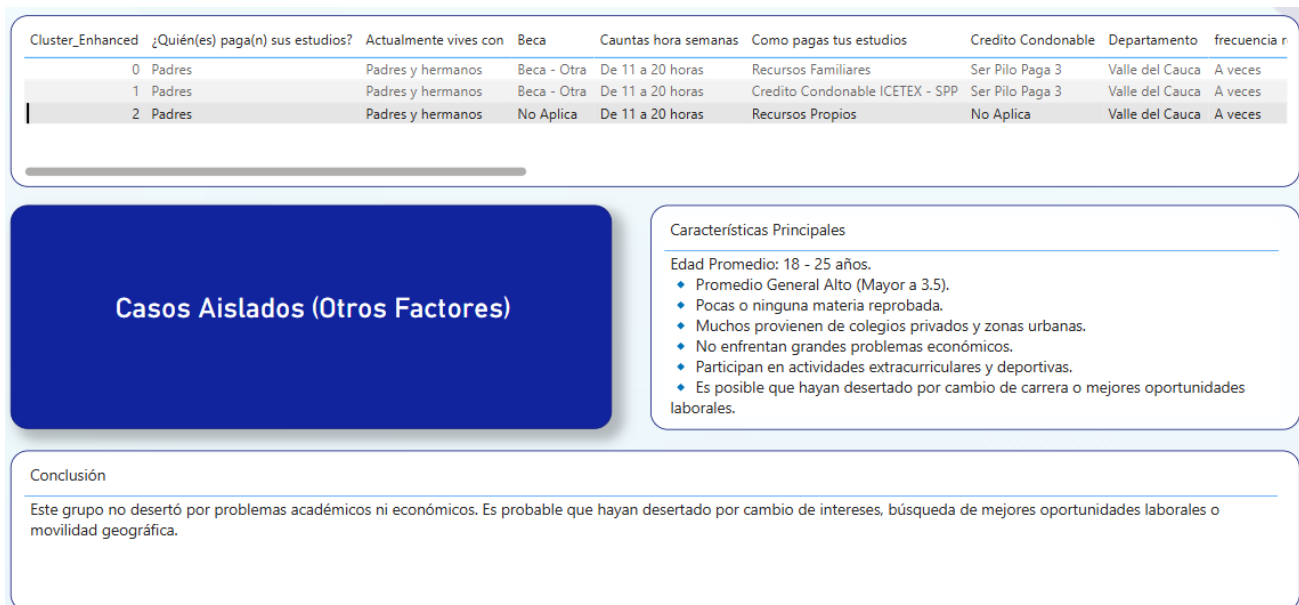 Cluster_Enhanced ¿Quién(es) paga(n) sus estudios? Actualmente vives con Beca Cauntas hora semanas Como pagas tus estudios Credito Condonable Departamento frecuencia r
0 Padres Padres y hermanos Beca - Otra De 11 a 20 horas Recursos Familiares Ser Pilo Paga 3 Valle del Cauca A veces
1 Padres Padres y hermanos Beca - Otra De 11 a 20 horas Credito Condonable ICETEX - SPP Ser Pilo Paga 3 Valle del Cauca A veces
2 Padres Padres y hermanos No Aplica De 11 a 20 horas Recursos Propios No Aplica Valle del Cauca A veces
Casos Aislados (Otros Factores)
Características Principales
Edad Promedio: 18 - 25 años.
Promedio General Alto (Mayor a 3.5).
Pocas o ninguna materia reprobada.
Muchos provienen de colegios privados y zonas urbanas.
No enfrentan grandes problemas económicos.
Participan en actividades extracurriculares y deportivas.
Es posible que hayan desertado por cambio de carrera o mejores oportunidades
laborales.
Conclusión
Este grupo no desertó por problemas académicos ni económicos. Es probable que hayan desertado por cambio de intereses, búsqueda de mejores oportunidades laborales o
movilidad geográfica.